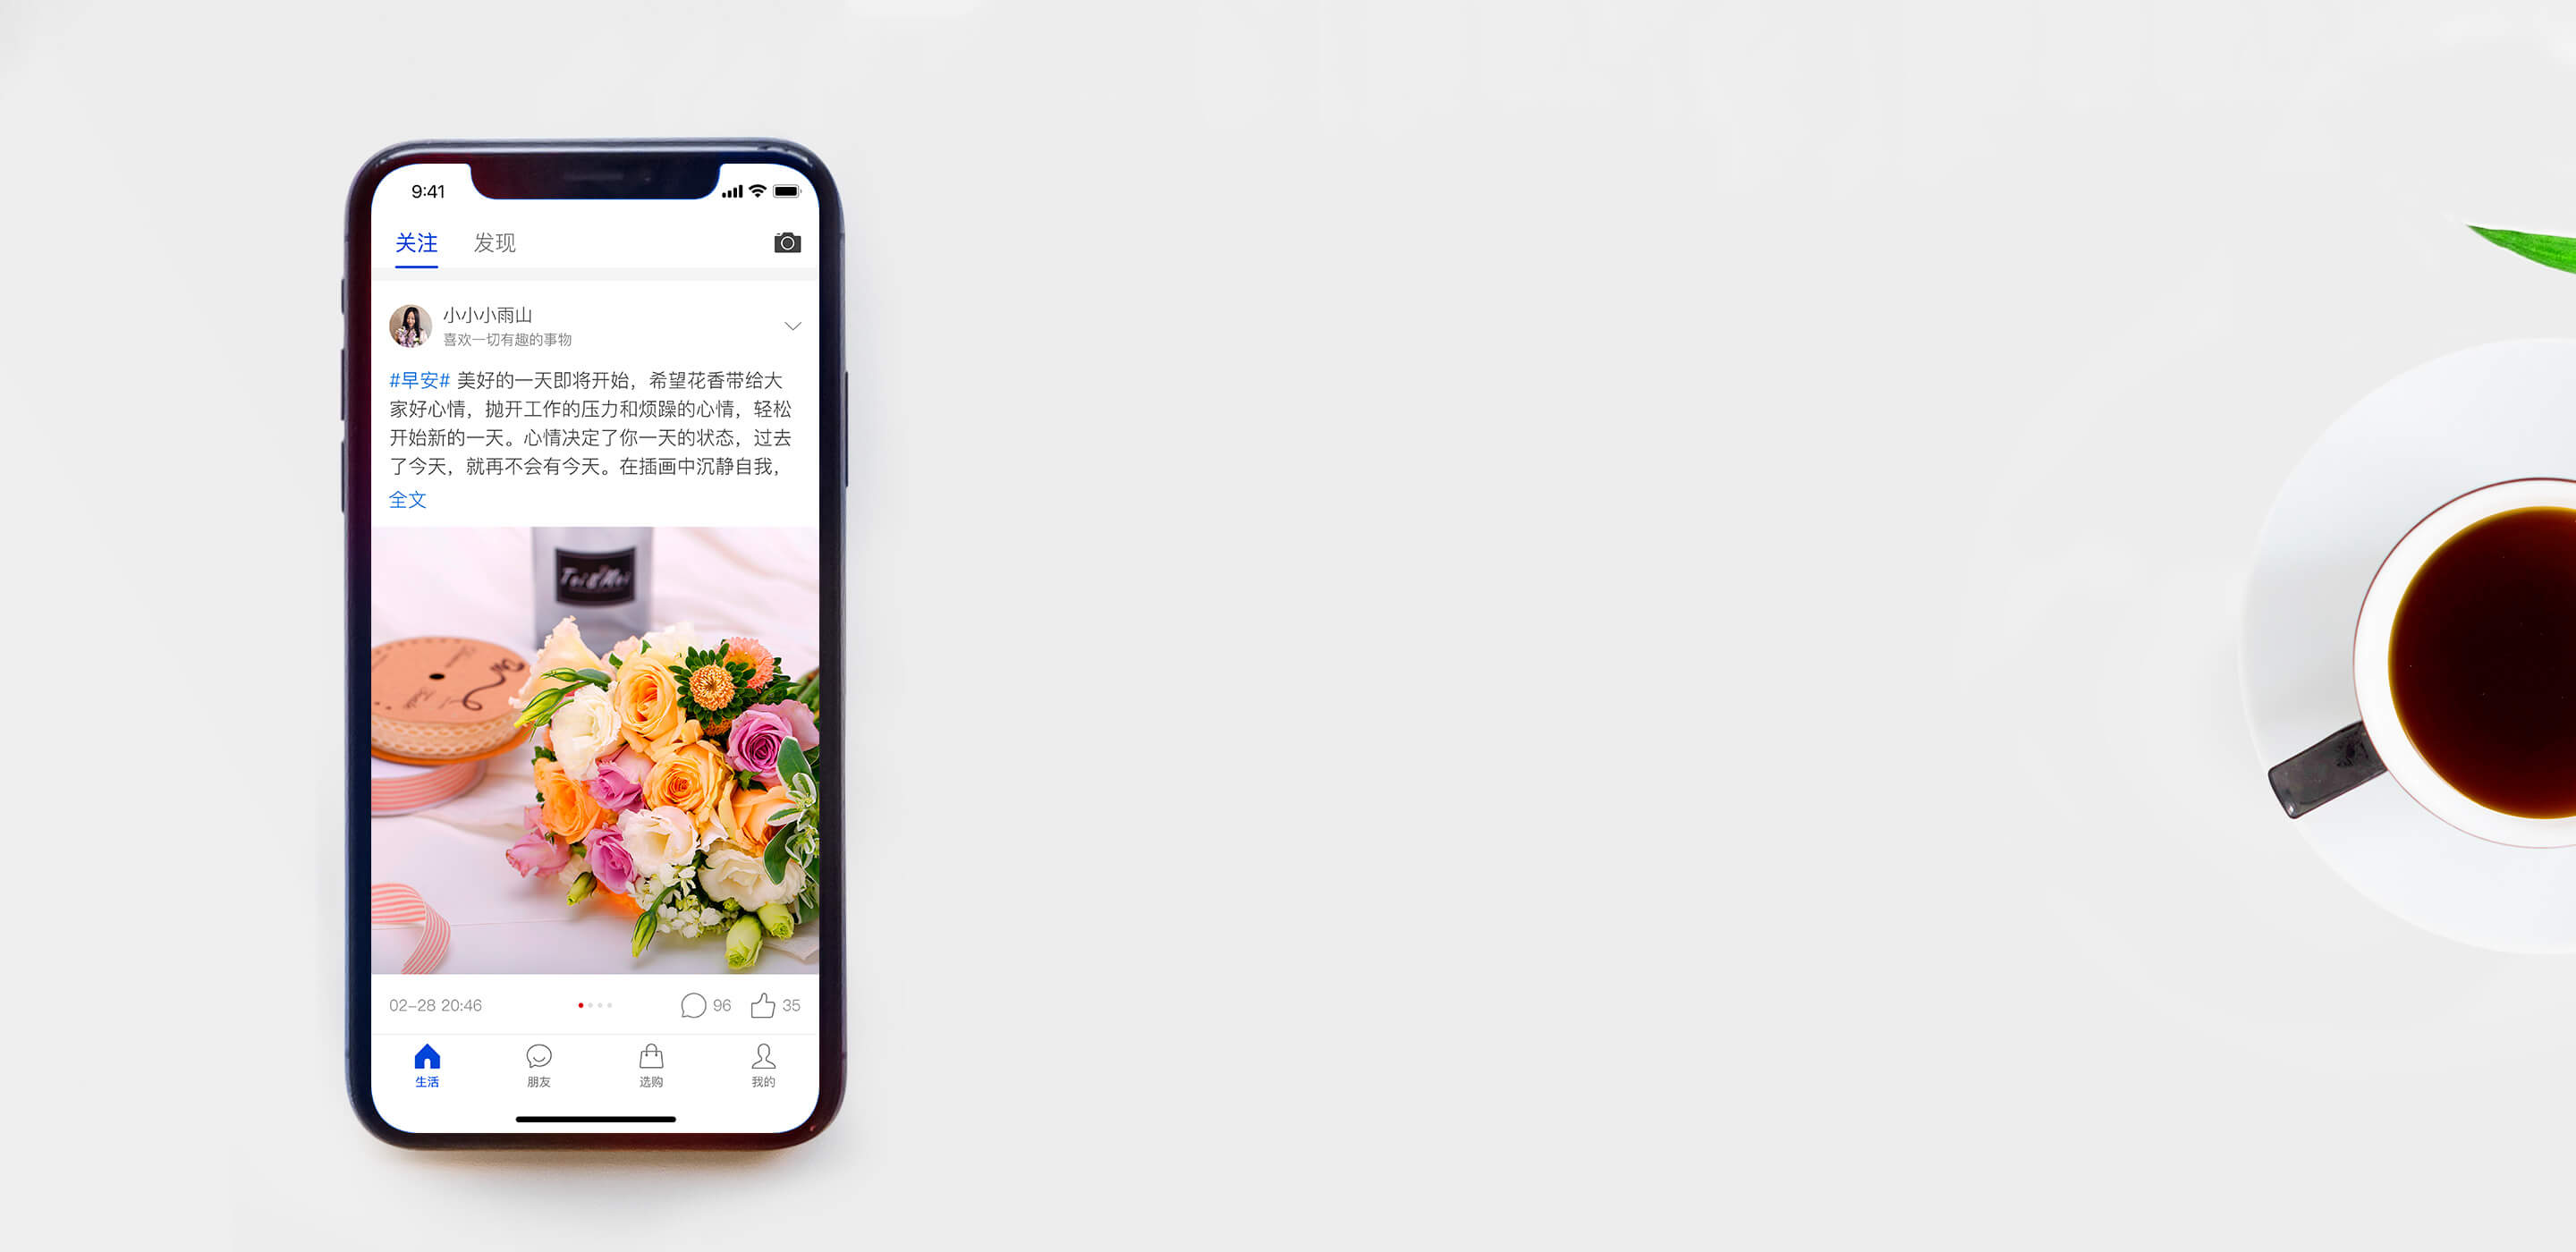 9:41
关注 发现
小小小雨山
喜欢一切有趣的事物
#早安# 美好的一天即将开始，希望花香带给大
家好心情，抛开工作的压力和烦躁的心情，轻松
开始新的一天。心情决定了你一天的状态，过去
了今天，就再不会有今天。在插画中沉静自我，
全文
Tei&Mei
02-28 20:46 96 35
生活 朋友 选购 我的